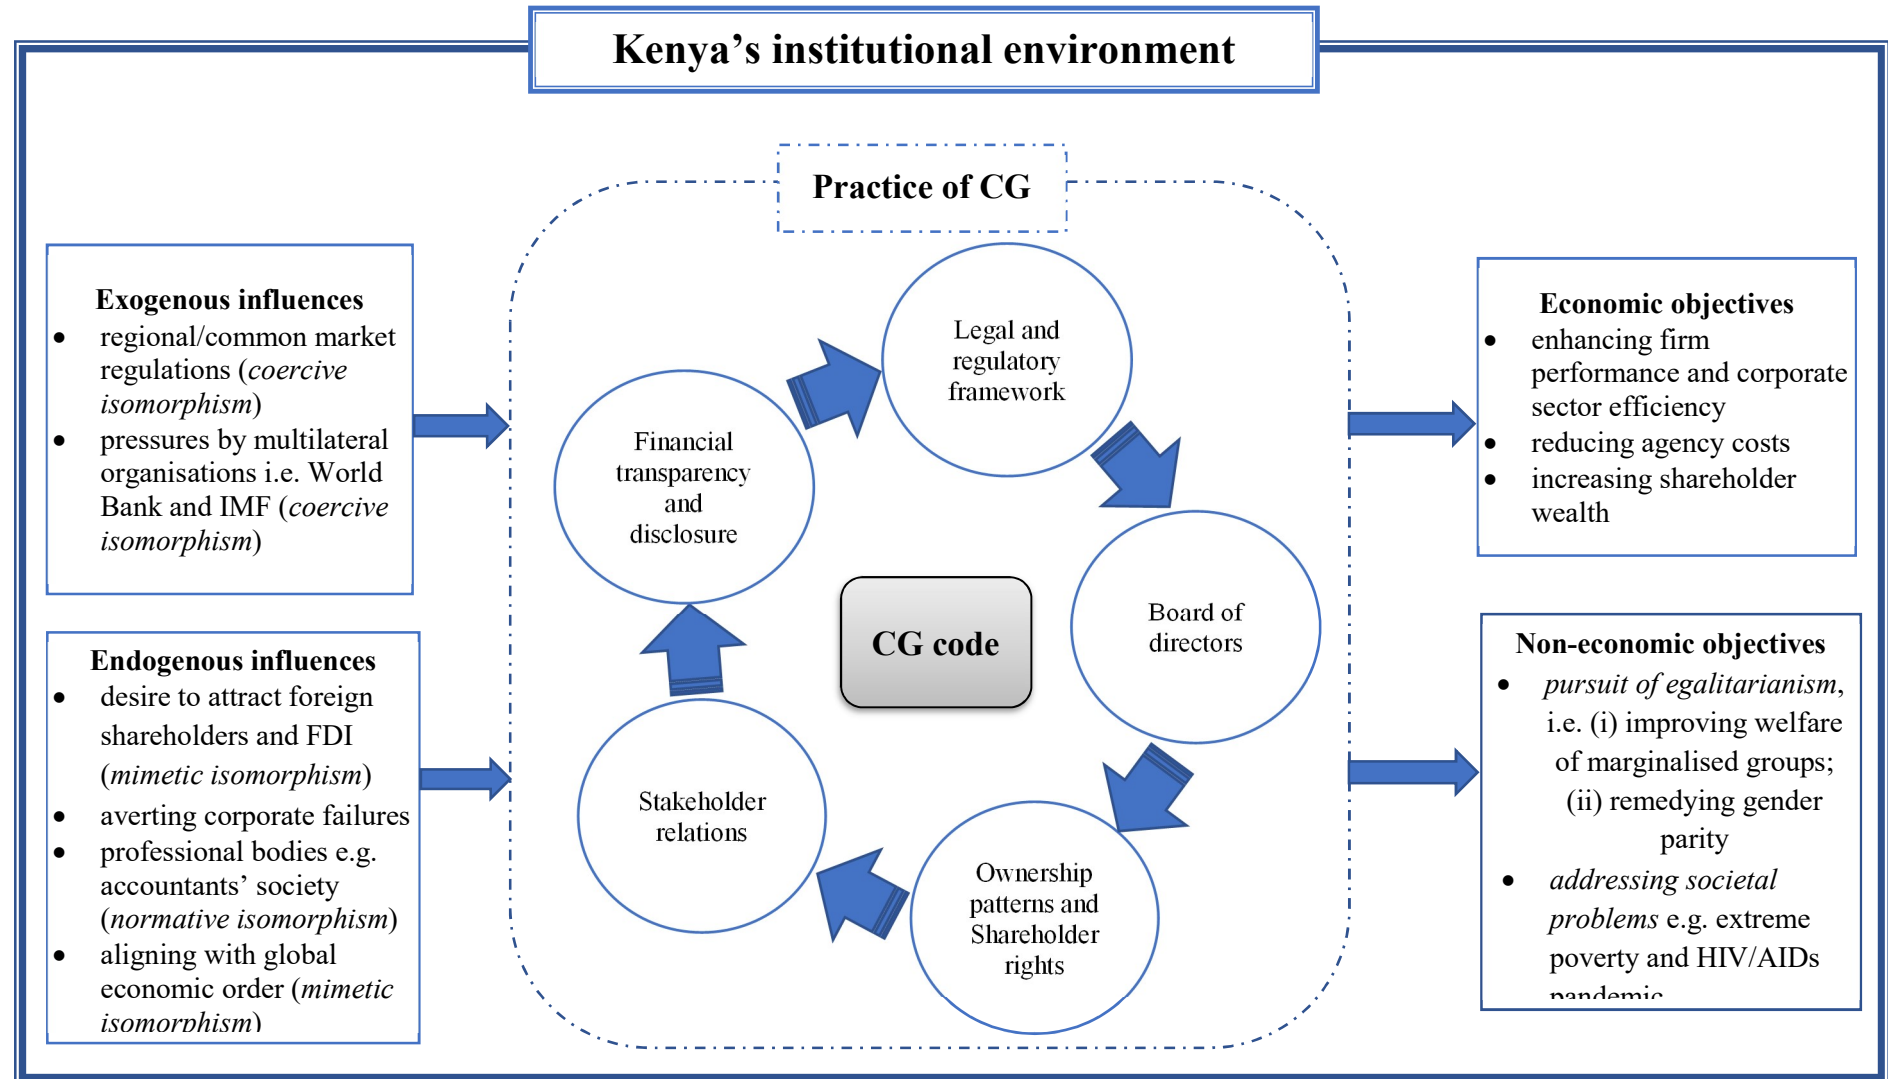 Kenya’s institutional environment
Practice of CG
Exogenous influences
• regional/common market
regulations (coercive
isomorphism)
• pressures by multilateral
organisations i.e. World
Bank and IMF (coercive
isomorphism)
Endogenous influences
• desire to attract foreign
shareholders and FDI
(mimetic isomorphism)
• averting corporate failures
• professional bodies e.g.
accountants’ society
(normative isomorphism)
• aligning with global
economic order (mimetic
isomorphism)
Legal and
regulatory
framework
Board of
directors
Ownership
patterns and
Shareholder
rights
Stakeholder
relations
Financial
transparency
and
disclosure
CG code
Economic objectives
• enhancing firm
performance and corporate
sector efficiency
• reducing agency costs
• increasing shareholder
wealth
Non-economic objectives
• pursuit of egalitarianism,
i.e. (i) improving welfare
of marginalised groups;
(ii) remedying gender
parity
• addressing societal
problems e.g. extreme
poverty and HIV/AIDs
pandemic